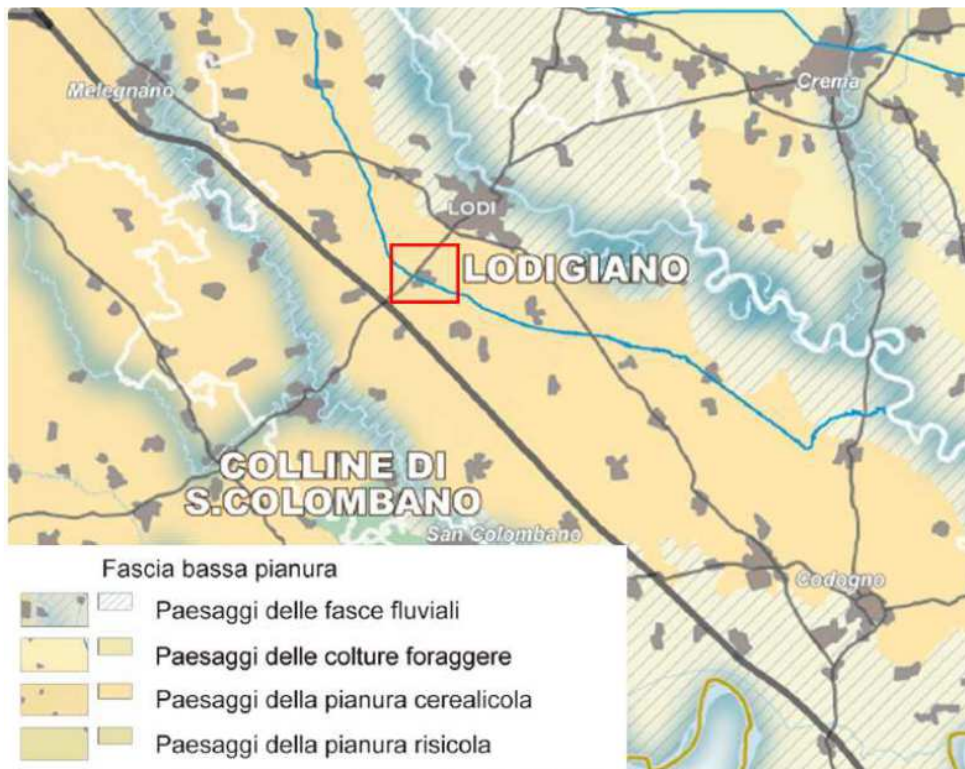 Melegnano
Crema
LODI
LODIGIANO
COLLINE DI
S.COLOMBANO
San Colombano
Codogno
Fascia bassa pianura
Paesaggi delle fasce fluviali
Paesaggi delle colture foraggere
Paesaggi della pianura cerealicola
Paesaggi della pianura risicola